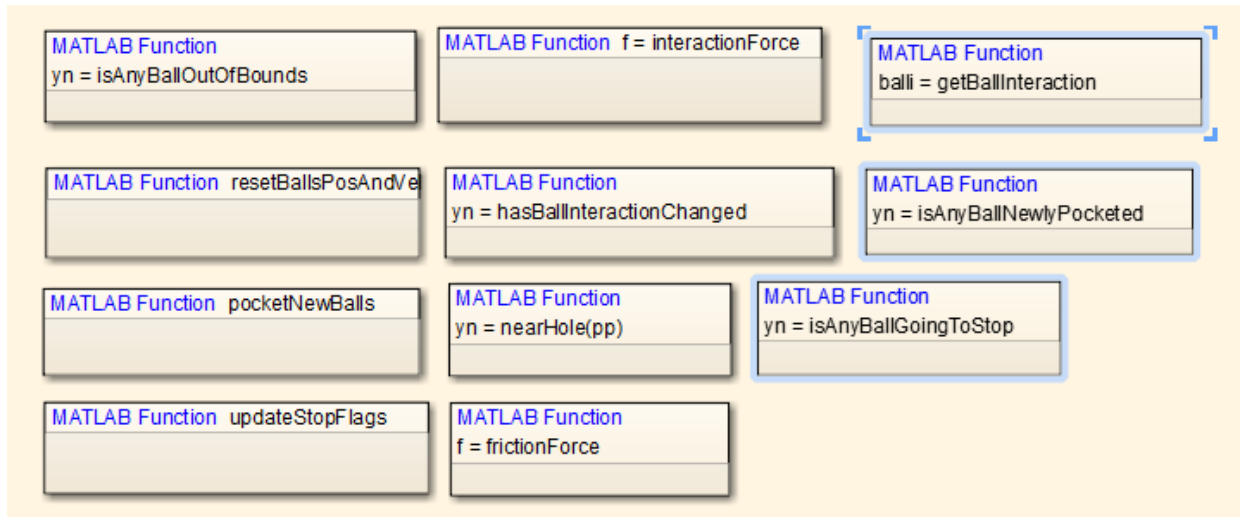 MATLAB Function
yn = isAnyBallOutOfBounds
MATLAB Function f = interactionForce
MATLAB Function
balli = getBallInteraction
MATLAB Function resetBallsPosAndVel
MATLAB Function
yn = hasBallInteractionChanged
MATLAB Function
yn = isAnyBallNewlyPocketed
MATLAB Function pocketNewBalls
MATLAB Function
yn = nearHole(pp)
MATLAB Function
yn = isAnyBallGoingToStop
MATLAB Function updateStopFlags
MATLAB Function
f = frictionForce